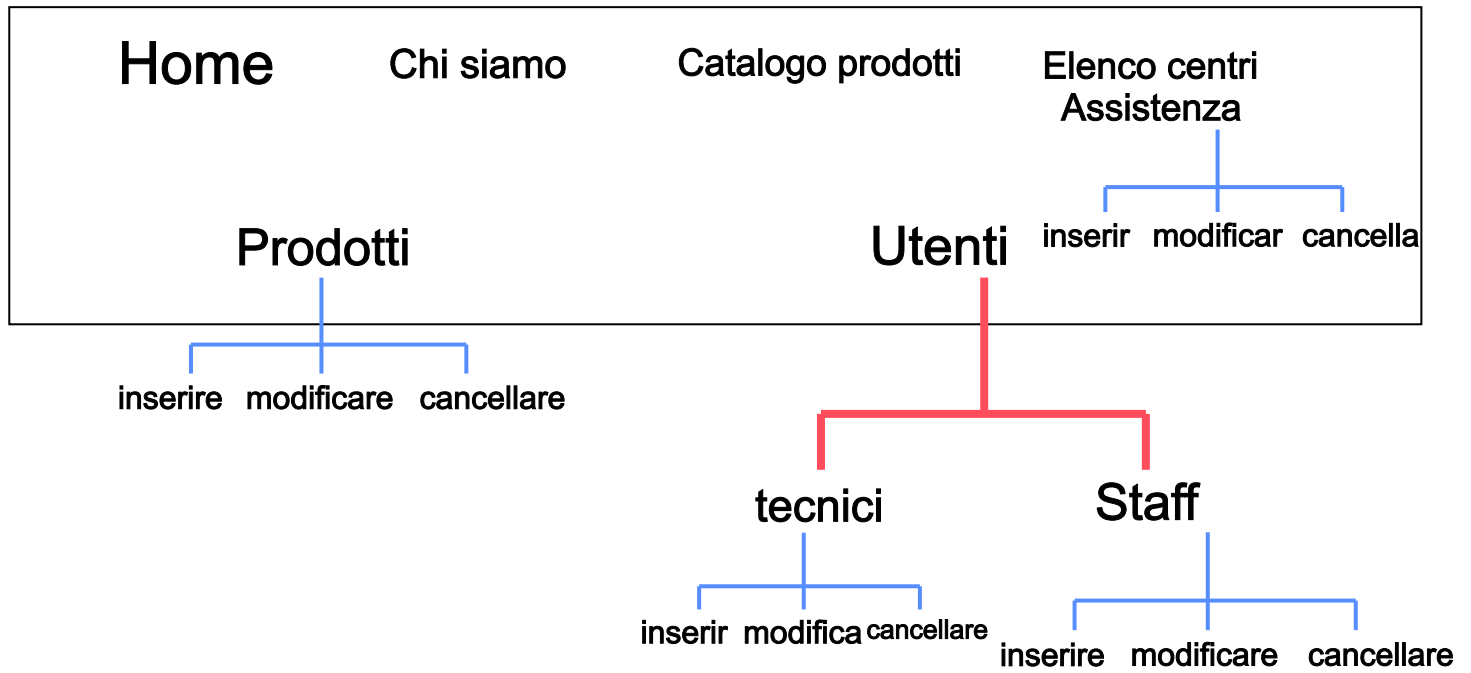 Home
Chi siamo
Catalogo prodotti
Elenco centri
Assistenza
inserir modificar cancella
Prodotti
Utenti
inserire modificare cancellare
tecnici
Staff
inserir modifica cancellare
inserire modificare cancellare